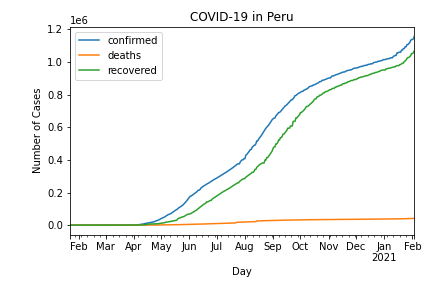 COVID-19 in Peru
1e6
confirmed
deaths
recovered
1.2
1.0
0.8
0.6
0.4
0.2
0.0
Number of Cases
Feb Mar Apr May Jun Jul Aug Sep Oct Nov Dec Jan Feb
2021
Day